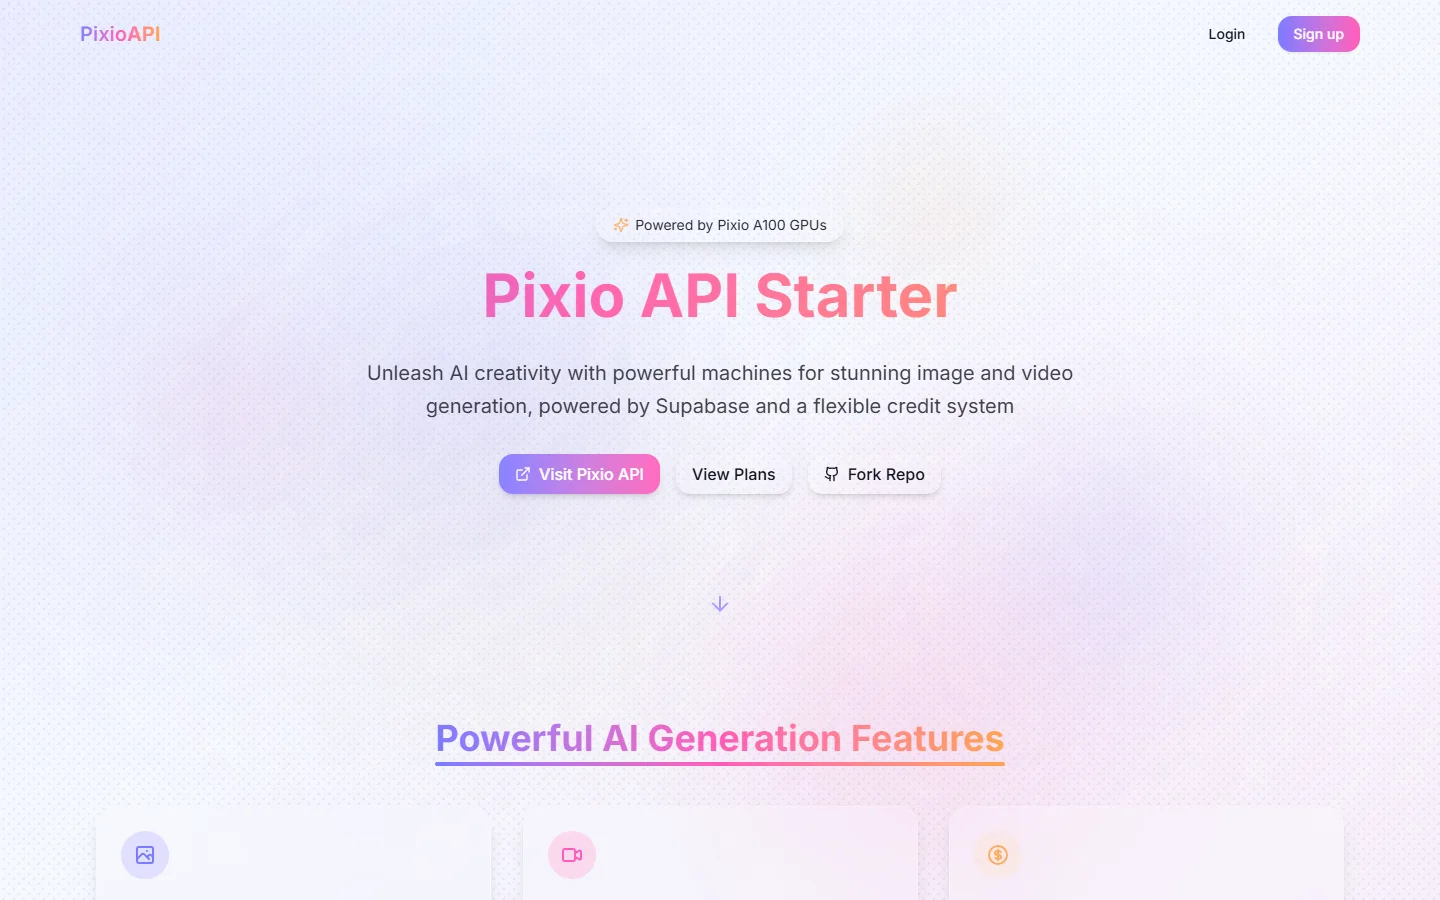 PixioAPI
Login
Sign up
Powered by Pixio A100 GPUs
Pixio API Starter
Unleash AI creativity with powerful machines for stunning image and video
generation, powered by Supabase and a flexible credit system
Visit Pixio API
View Plans
Fork Repo
Powerful AI Generation Features